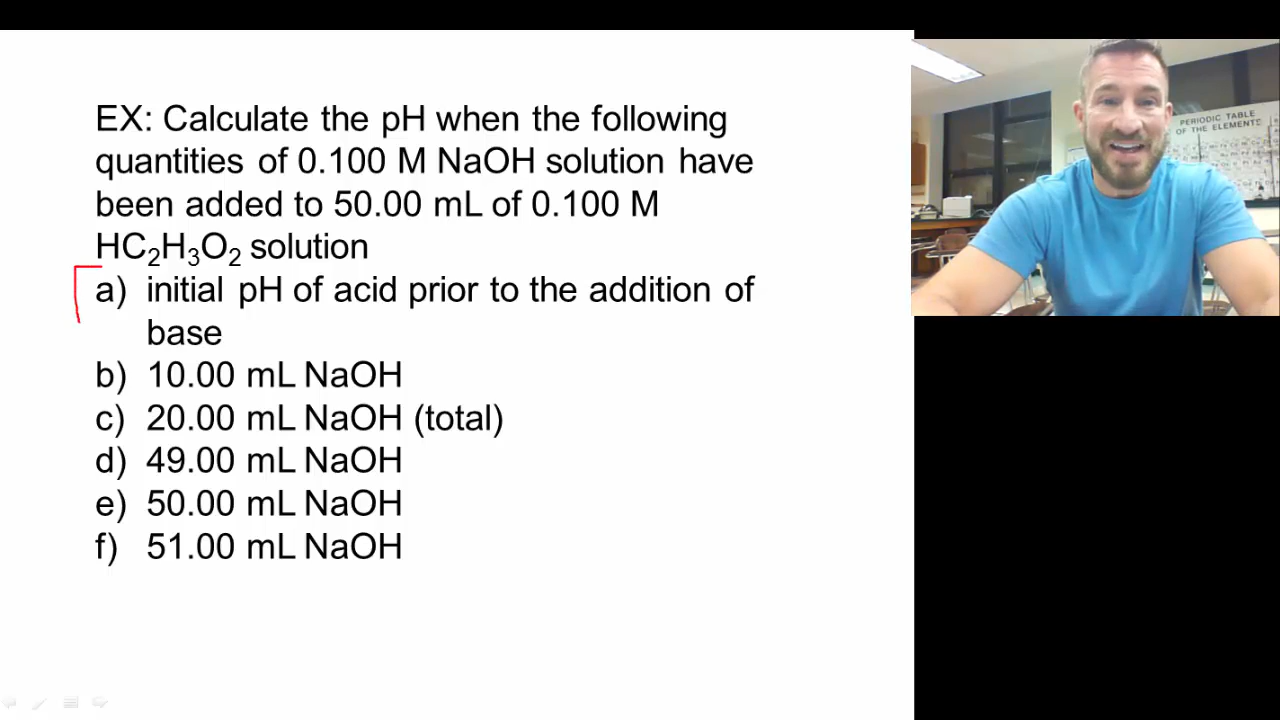 EX: Calculate the pH when the following
quantities of 0.100 M NaOH solution have
been added to 50.00 mL of 0.100 M
HC₂H₃O₂ solution
a) initial pH of acid prior to the addition of
base
b) 10.00 mL NaOH
c) 20.00 mL NaOH (total)
d) 49.00 mL NaOH
e) 50.00 mL NaOH
f) 51.00 mL NaOH
PERIODIC TABLE
OF THE ELEMENTS